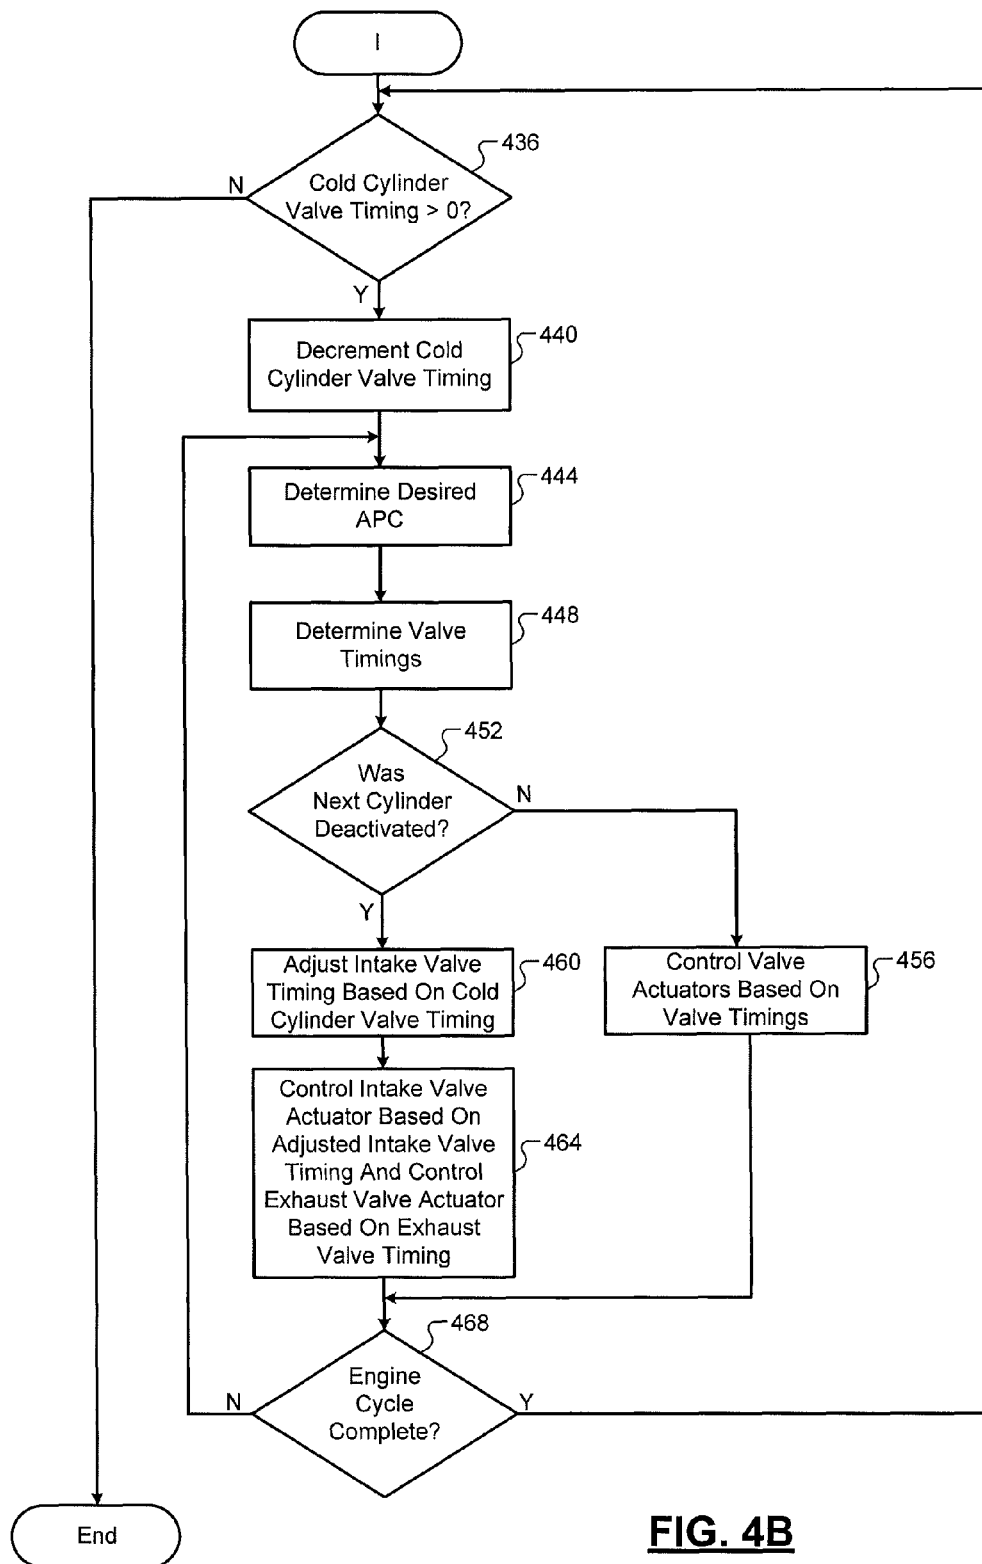 I
436
N
Cold Cylinder
Valve Timing > 0?
Y
440
Decrement Cold
Cylinder Valve Timing
444
Determine Desired
APC
448
Determine Valve
Timings
452
Was
Next Cylinder
Deactivated?
N
Y
460
Adjust Intake Valve
Timing Based On Cold
Cylinder Valve Timing
456
Control Valve
Actuators Based On
Valve Timings
Control Intake Valve
Actuator Based On
Adjusted Intake Valve
Timing And Control
Exhaust Valve Actuator
Based On Exhaust
Valve Timing
464
468
N
Engine
Cycle
Complete?
Y
End
FIG. 4B